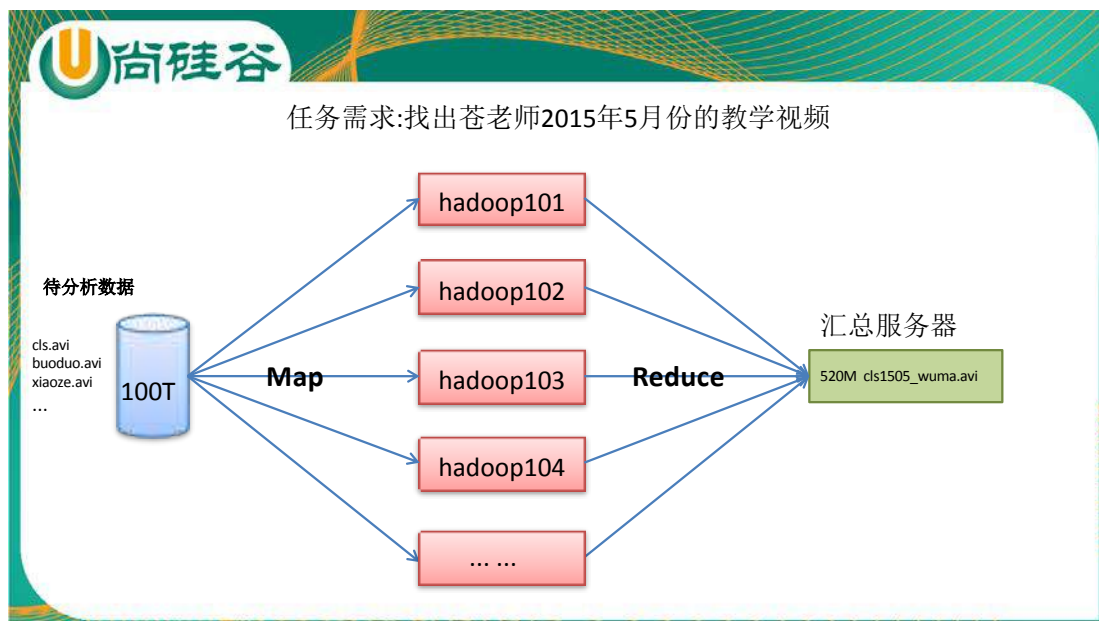 尚硅谷
任务需求:找出苍老师2015年5月份的教学视频
待分析数据
cls.avi
buoduo.avi
xiaoze.avi
...
100T
Map
hadoop101
hadoop102
hadoop103
hadoop104
... ...
Reduce
汇总服务器
520M cls1505_wuma.avi